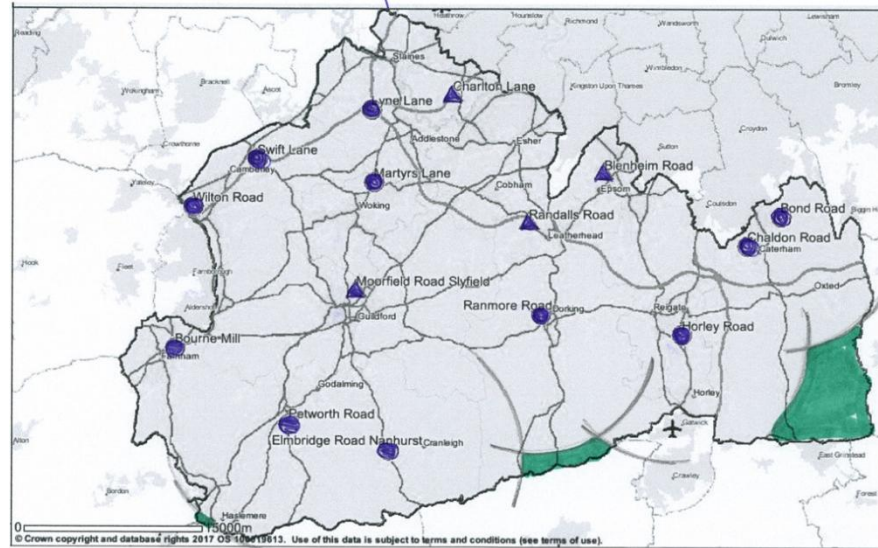 Heathrow
Hounslow
Richmond
Wandsworth
Lewisham
Reading
Dulwich
Staines
Wimbledon
Bracknell
Ascot
Charlton Lane
Kingston Upon Thames
Bromley
Wokingham
Lyne Lane
Croydon
Addlestone
Esher
Sutton
Crowthorne
Swift Lane
Camberley
Martyrs Lane
Blenheim Road
Yateley
Cobham
Epsom
Wilton Road
Woking
Coulsdon
Bond Road
Biggin Hill
Randalls Road
Leatherhead
Chaldon Road
Caterham
Hook
Fleet
Farnborough
Moorfield Road Slyfield
Oxted
Aldershot
Ranmore Road
Dorking
Reigate
Guildford
Horley Road
Bourne Mill
Farnham
Godalming
Horley
Petworth Road
Gatwick
Elmbridge Road Nanhurst
Cranleigh
Alton
East Grinstead
Crawley
Bordon
Forest
Haslemere
0 15000m
© Crown copyright and database rights 2017 OS 100019613. Use of this data is subject to terms and conditions (see terms of use).